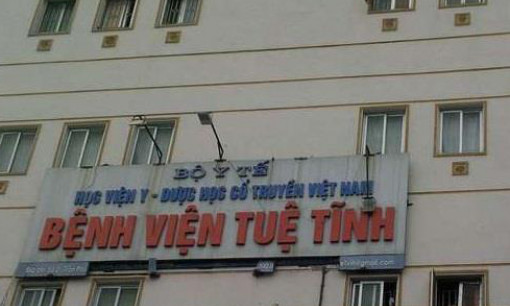 BỘ Y TẾ
HỌC VIỆN Y - DƯỢC HỌC CỔ TRUYỀN VIỆT NAM
BỆNH VIỆN TUỆ TĨNH